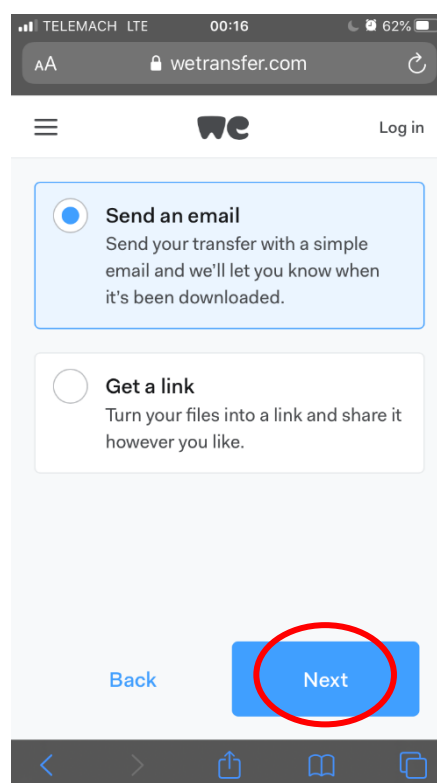 TELEMACH LTE 00:16 62%
AA wetransfer.com
we Log in
Send an email
Send your transfer with a simple
email and we'll let you know when
it's been downloaded.
Get a link
Turn your files into a link and share it
however you like.
Back Next